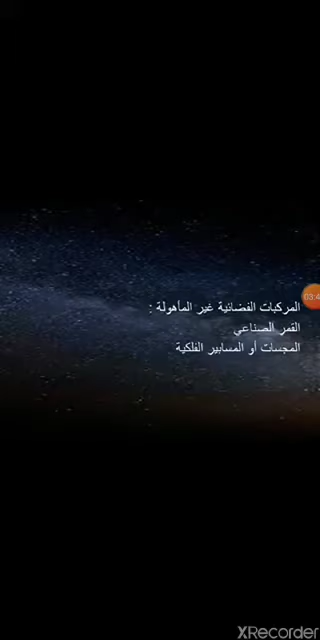 المركبات الفضائية غير المأهولة :
القمر الصناعي
المجسات أو المسابير الفلكية
XRecorder